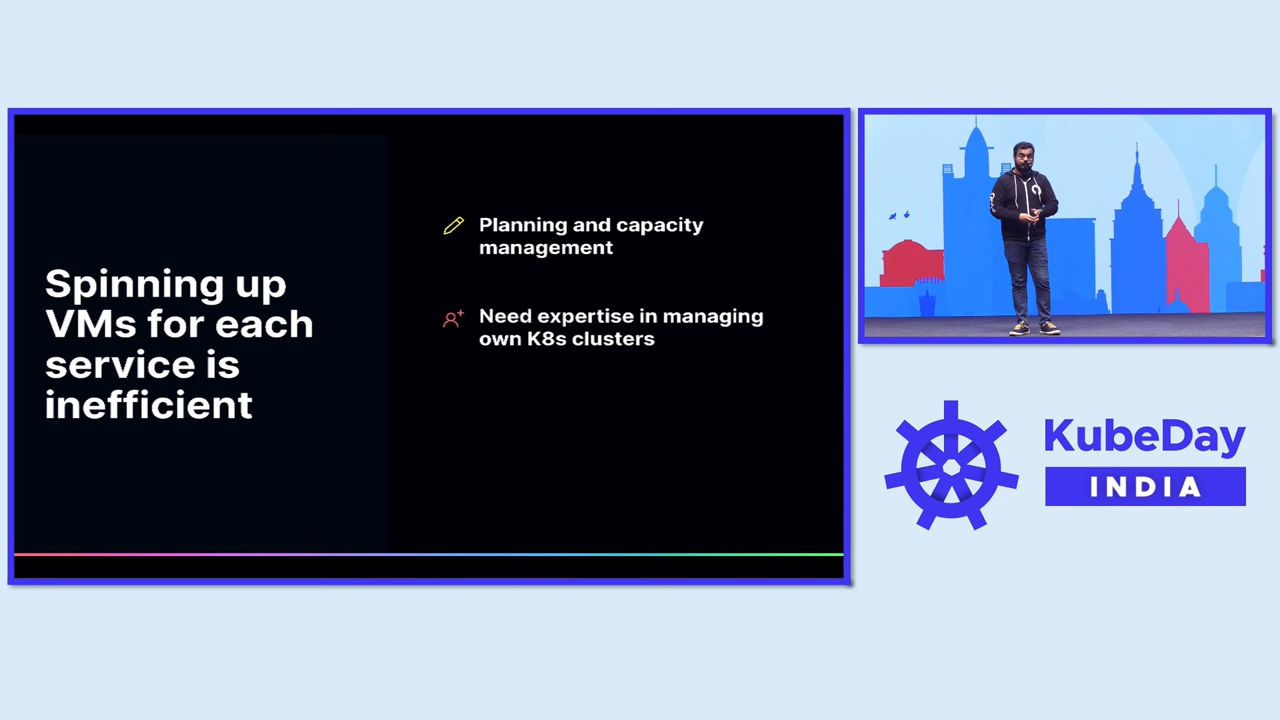 Spinning up
VMs for each
service is
inefficient
Planning and capacity
management
Need expertise in managing
own K8s clusters
KubeDay
INDIA